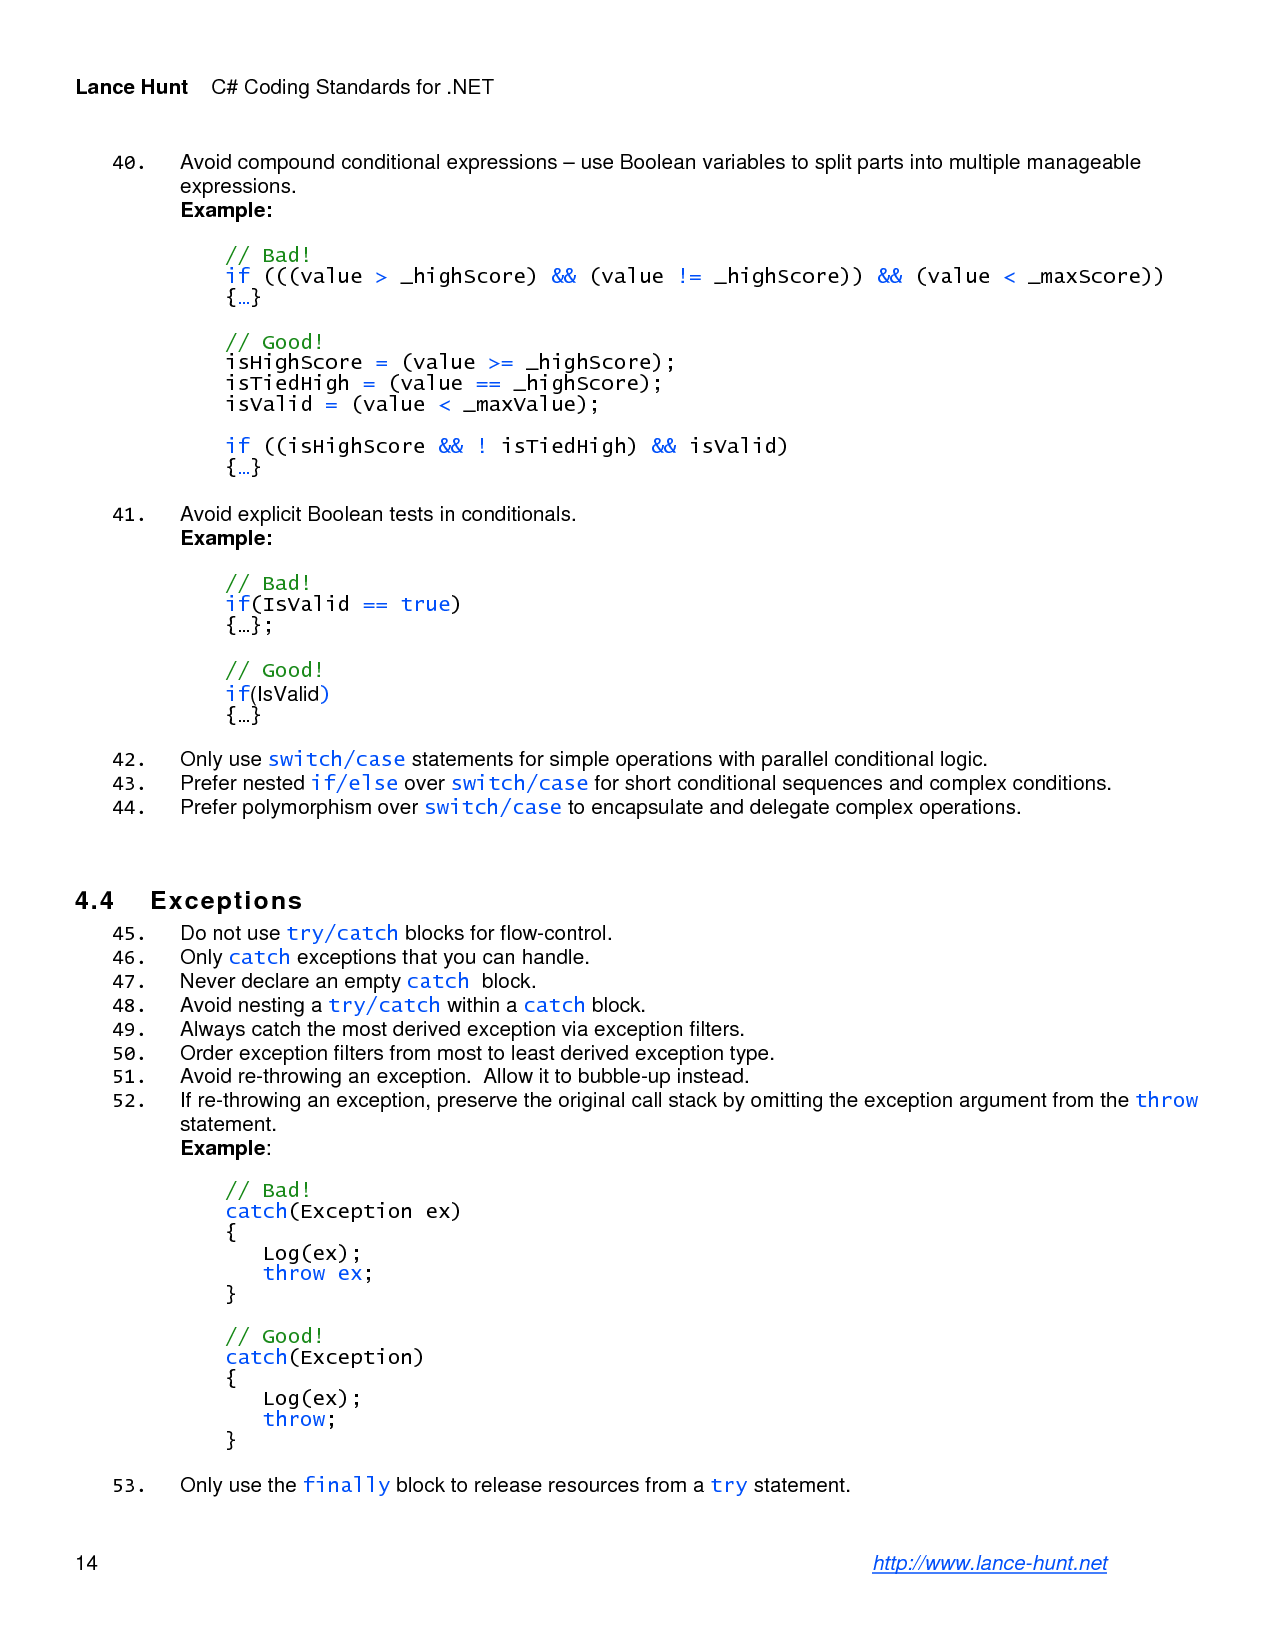 Lance Hunt    C# Coding Standards for .NET
40. Avoid compound conditional expressions – use Boolean variables to split parts into multiple manageable
expressions.
Example:
// Bad!
if (((value > _highScore) && (value != _highScore)) && (value < _maxScore))
{…}
// Good!
isHighScore = (value >= _highScore);
isTiedHigh = (value == _highScore);
isValid = (value < _maxValue);
if ((isHighScore && ! isTiedHigh) && isValid)
{…}
41. Avoid explicit Boolean tests in conditionals.
Example:
// Bad!
if(IsValid == true)
{…};
// Good!
if(IsValid)
{…}
42. Only use switch/case statements for simple operations with parallel conditional logic.
43. Prefer nested if/else over switch/case for short conditional sequences and complex conditions.
44. Prefer polymorphism over switch/case to encapsulate and delegate complex operations.
4.4 Exceptions
45. Do not use try/catch blocks for flow-control.
46. Only catch exceptions that you can handle.
47. Never declare an empty catch  block.
48. Avoid nesting a try/catch within a catch block.
49. Always catch the most derived exception via exception filters.
50. Order exception filters from most to least derived exception type.
51. Avoid re-throwing an exception.  Allow it to bubble-up instead.
52. If re-throwing an exception, preserve the original call stack by omitting the exception argument from the throw
statement.
Example:
// Bad!
catch(Exception ex)
{
   Log(ex);
   throw ex;
}
// Good!
catch(Exception)
{
   Log(ex);
   throw;
}
53. Only use the finally block to release resources from a try statement.
14    http://www.lance-hunt.net